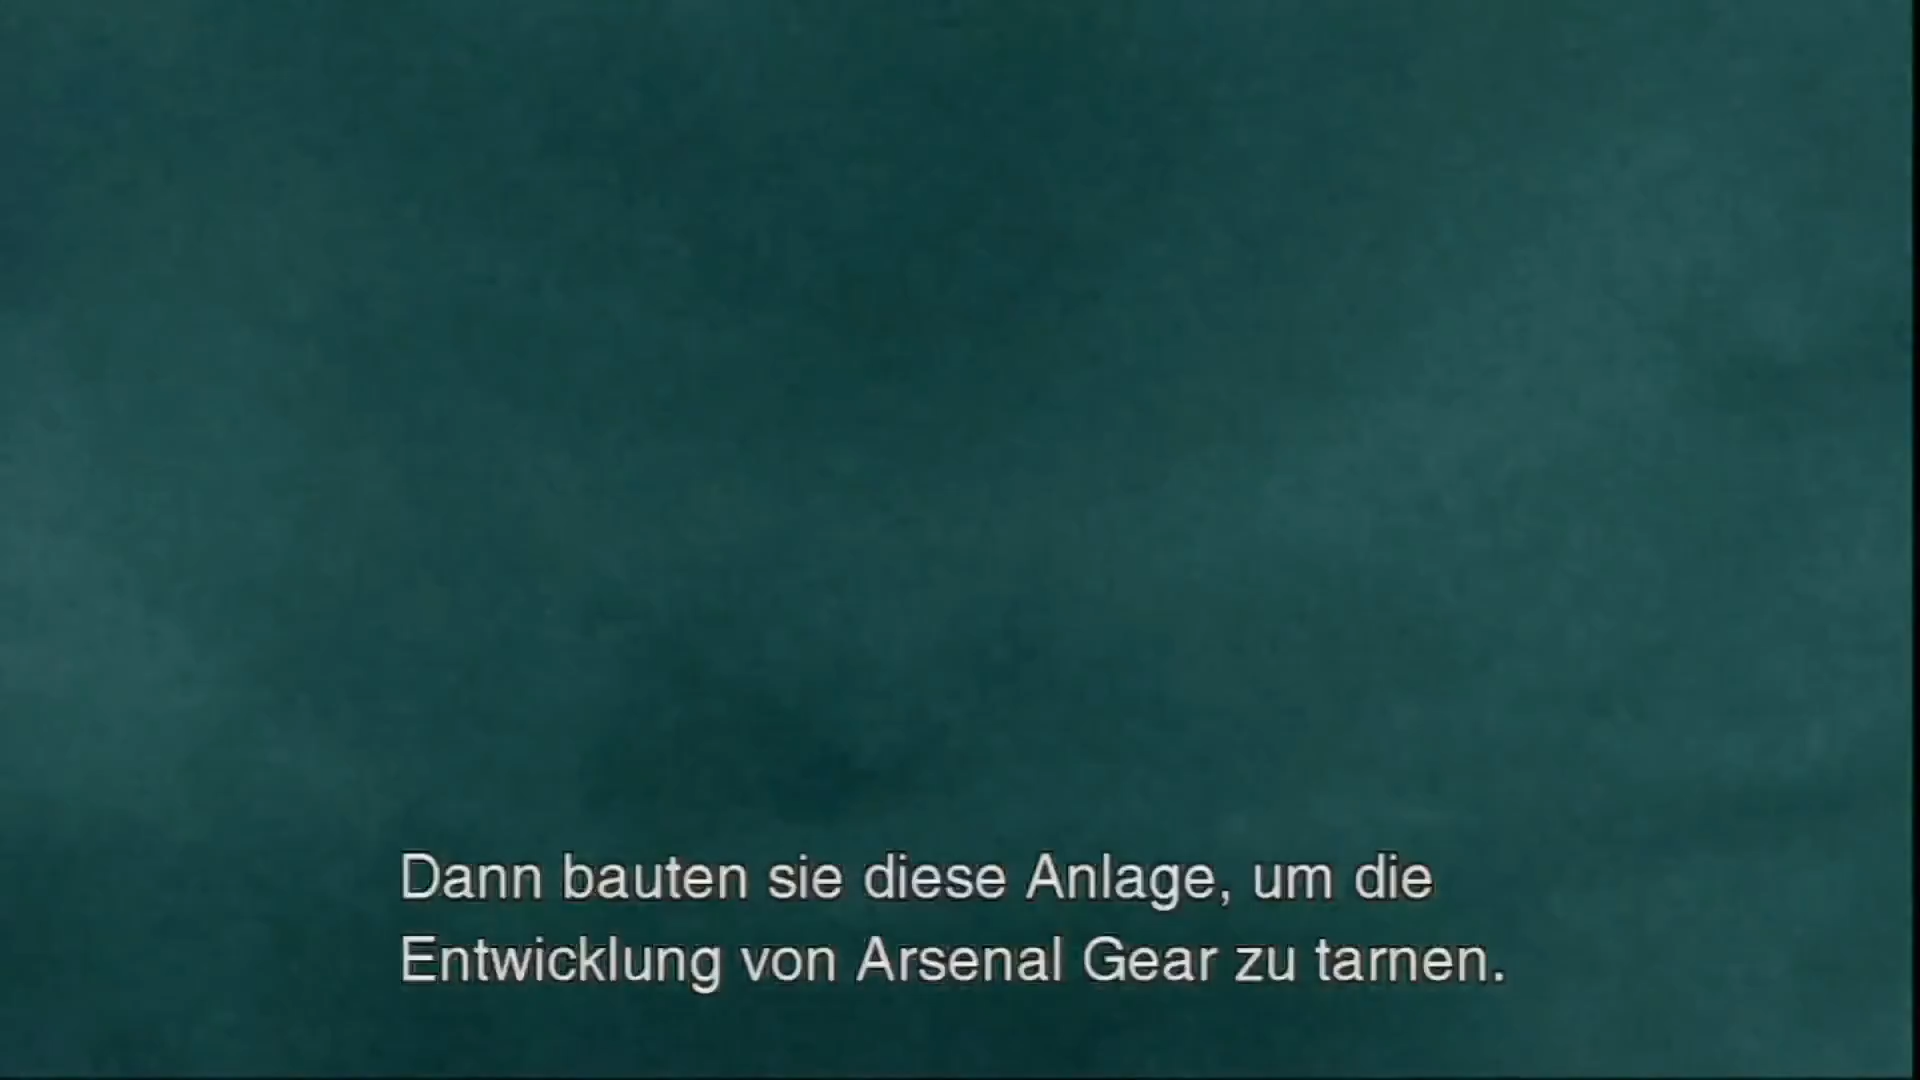 Dann bauten sie diese Anlage, um die
Entwicklung von Arsenal Gear zu tarnen.